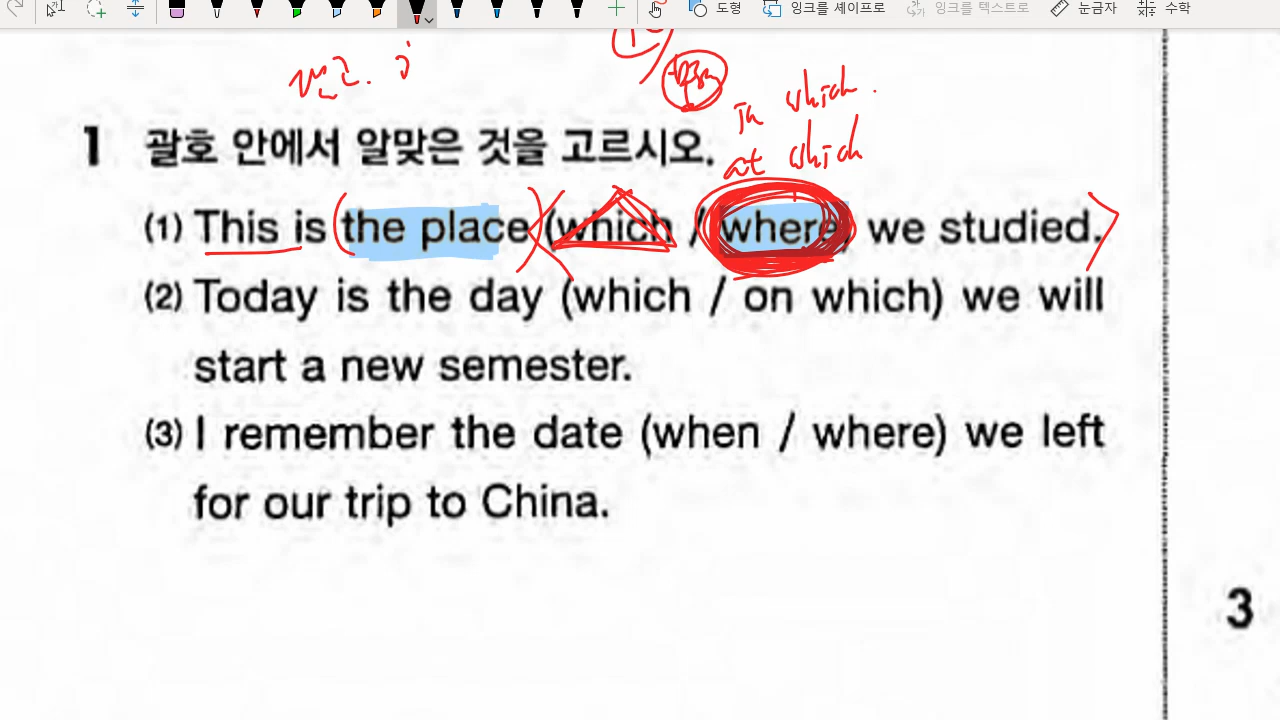 도형 잉크를 셰이프로 잉크를 텍스트로 눈금자 수학
in which.
at which
1 괄호 안에서 알맞은 것을 고르시오.
(1) This is the place (which / where) we studied.
(2) Today is the day (which / on which) we will
start a new semester.
(3) I remember the date (when / where) we left
for our trip to China.
3